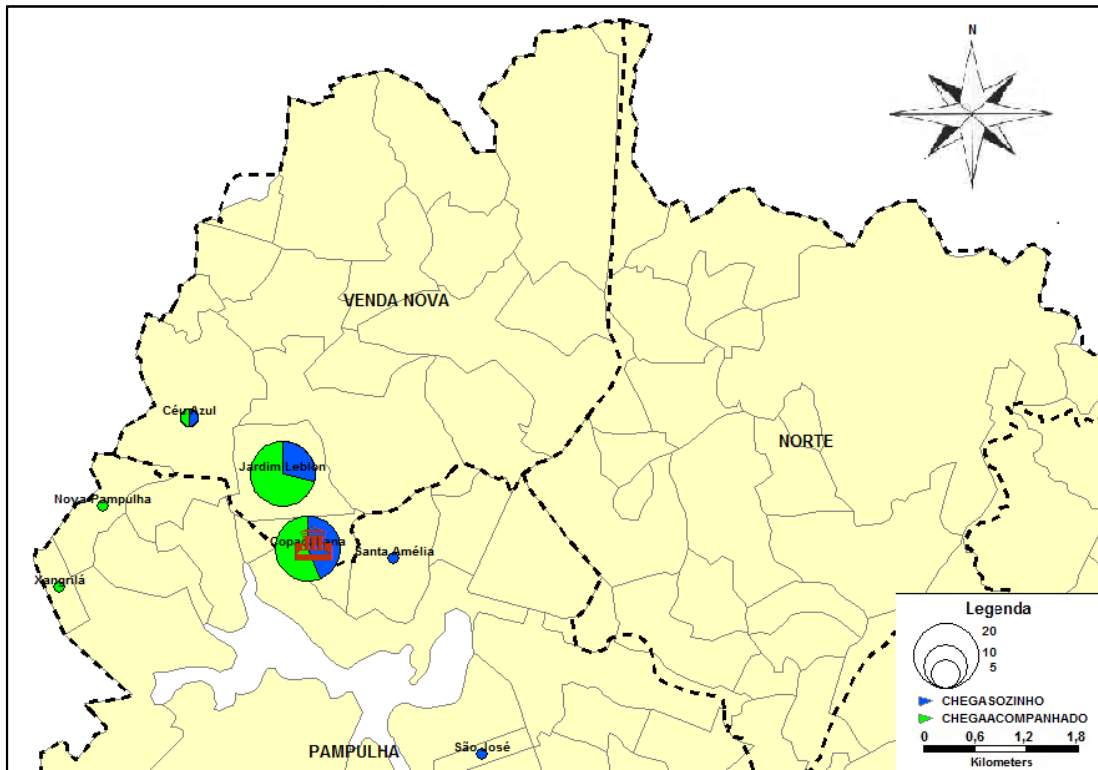 N
VENDA NOVA
Céu Azul
NORTE
Jardim Leblon
Nova Pampulha
Copacabana
Santa Amélia
Xangrilá
PAMPULHA
São José
Legenda
20
10
5
CHEGASOZINHO
CHEGAACOMPANHADO
0 0,6 1,2 1,8
Kilometers